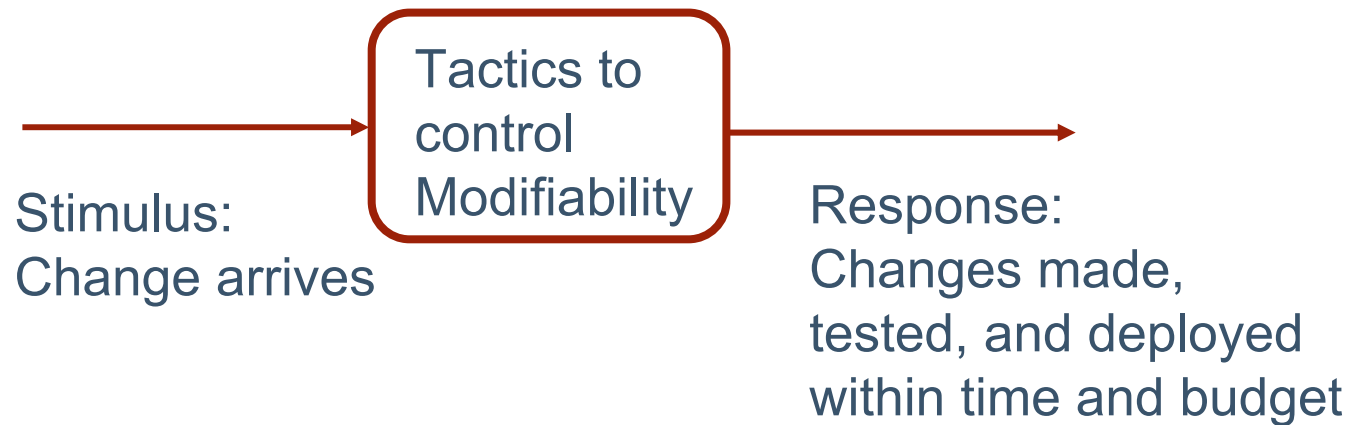 Tactics to
control
Modifiability
Stimulus:
Change arrives
Response:
Changes made,
tested, and deployed
within time and budget